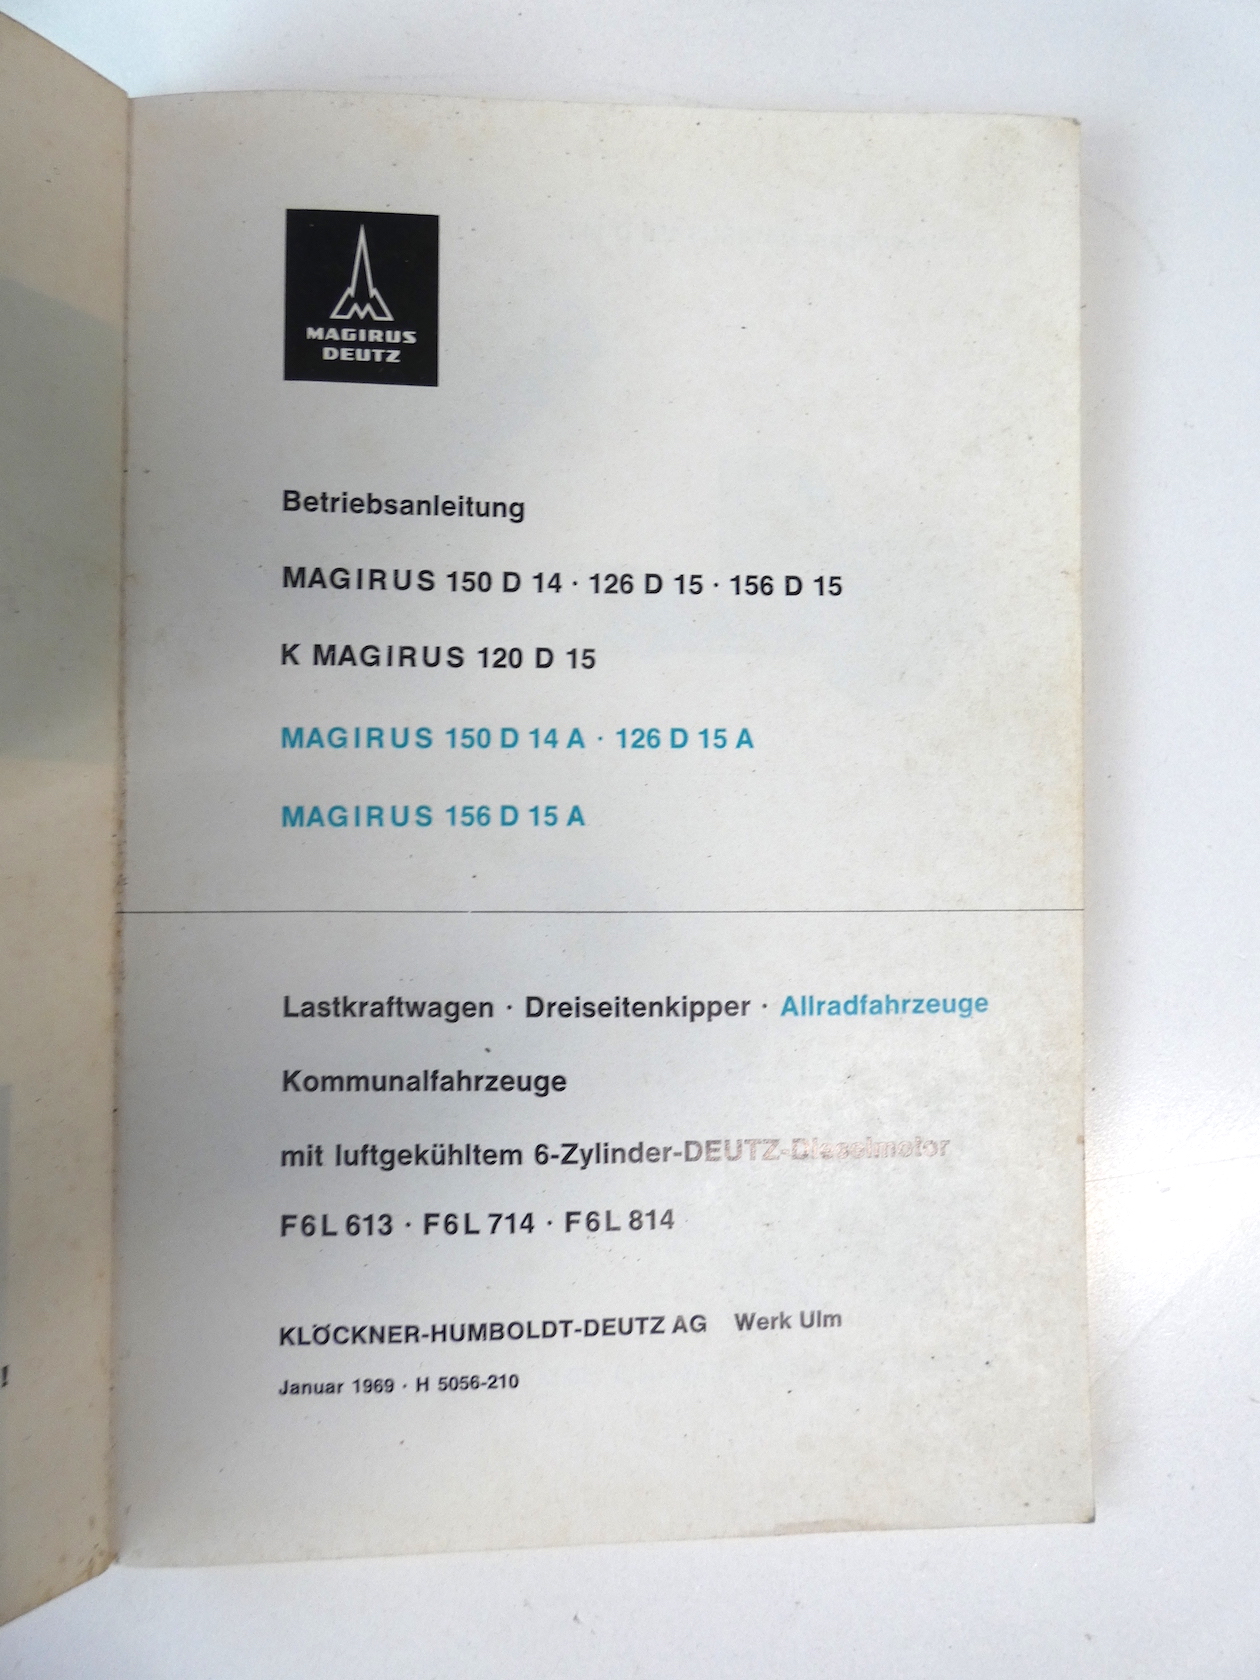 MAGIRUS
DEUTZ
Betriebsanleitung
MAGIRUS 150 D 14 · 126 D 15 · 156 D 15
K MAGIRUS 120 D 15
MAGIRUS 150 D 14 A · 126 D 15 A
MAGIRUS 156 D 15 A
Lastkraftwagen · Dreiseitenkipper · Allradfahrzeuge
Kommunalfahrzeuge
mit luftgekühltem 6-Zylinder-DEUTZ-Dieselmotor
F6L 613 · F6L 714 · F6L 814
KLÖCKNER-HUMBOLDT-DEUTZ AG Werk Ulm
Januar 1969 · H 5056-210
!